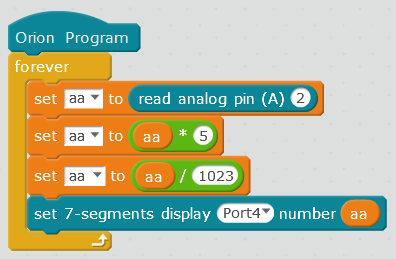 Orion Program
forever
set aa to read analog pin (A) 2
set aa to aa * 5
set aa to aa / 1023
set 7-segments display Port4 number aa